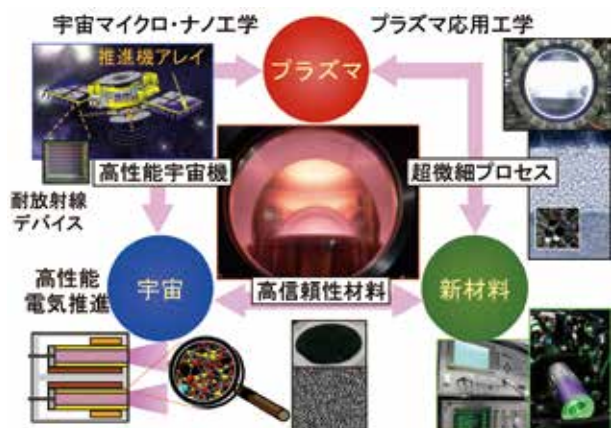 宇宙マイクロ・ナノ工学
プラズマ応用工学
推進機アレイ
プラズマ
高性能宇宙機
超微細プロセス
耐放射線
デバイス
高性能
電気推進
宇宙
高信頼性材料
新材料